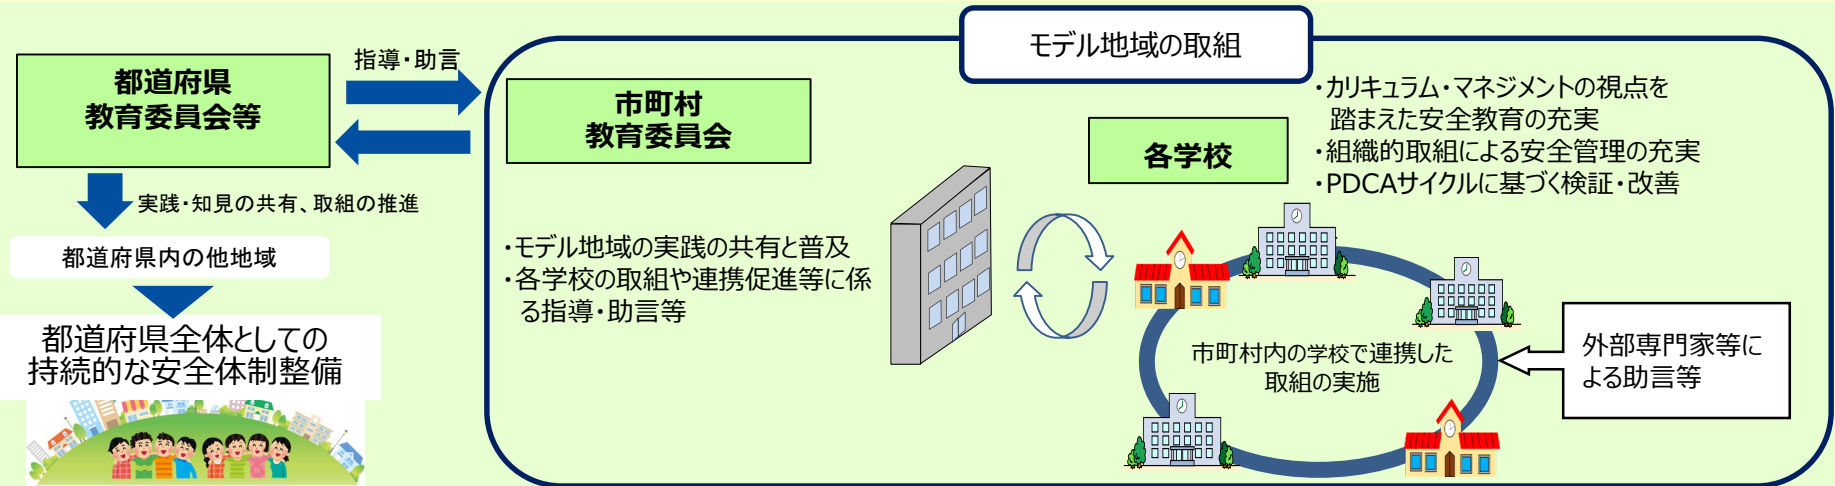 モデル地域の取組
都道府県
教育委員会等
指導・助言
実践・知見の共有、取組の推進
都道府県内の他地域
都道府県全体としての
持続的な安全体制整備
市町村
教育委員会
・モデル地域の実践の共有と普及
・各学校の取組や連携促進等に係
る指導・助言等
各学校
・カリキュラム・マネジメントの視点を
踏まえた安全教育の充実
・組織的取組による安全管理の充実
・PDCAサイクルに基づく検証・改善
市町村内の学校で連携した
取組の実施
外部専門家等に
よる助言等